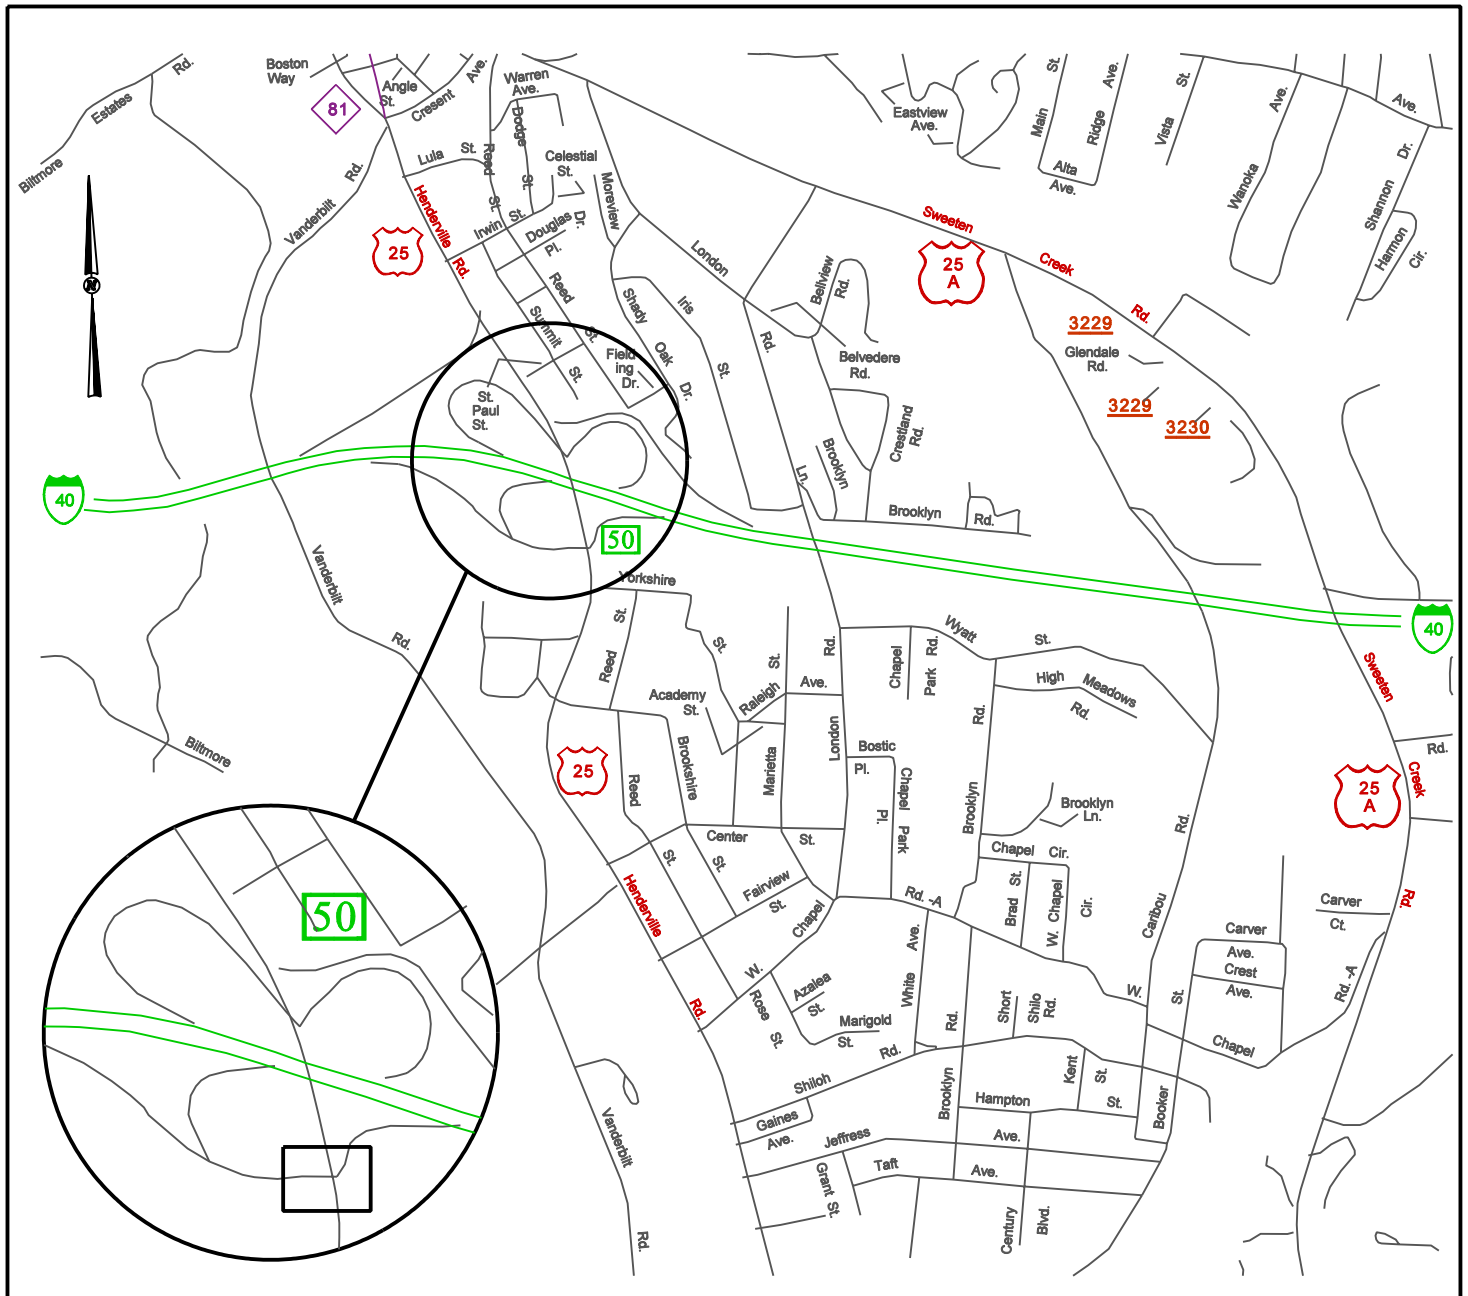 Boston
Way
Rd.
Estates
Biltmore
81
Angle
St.
Cresent
Ave.
Warren
Ave.
Dodge
St.
Reed
St.
Lula
St.
Celestial
St.
Moreview
Dr.
Vanderbilt
Rd.
Henderville
Rd.
25
Irwin
St.
Douglas
Pl.
Reed
St.
Summit
St.
Field
ing
Dr.
Shady
Oak
Dr.
Iris
St.
London
Rd.
Ln.
Bellview
Rd.
Belvedere
Rd.
Crestland
Rd.
Brooklyn
Brooklyn
Rd.
Eastview
Ave.
Main
St.
Ridge
Ave.
Alta
Ave.
Vista
St.
Wanoka
Ave.
Ave.
Shannon
Dr.
Harmon
Cir.
Sweeten
Creek
Rd.
25
A
3229
Glendale
Rd.
3229
3230
N
St.
Paul
St.
40
50
40
Vanderbilt
Rd.
Yorkshire
St.
Reed
St.
Academy
St.
Raleigh
St.
Ave.
Rd.
London
Marietta
Chapel
Park
Rd.
Wyatt
St.
High
Meadows
Rd.
Sweeten
Creek
Rd.
Rd.
25
A
Biltmore
25
Reed
St.
Brookshire
St.
Bostic
Pl.
Chapel
Park
Pl.
Brooklyn
Rd.
Brooklyn
Ln.
Center
St.
Chapel
Cir.
Brad
St.
W. Chapel
Cir.
Caribou
Rd.
Fairview
St.
Chapel
W.
Rd. -A
Henderville
Rd.
50
Carver
Ct.
Carver
Ave.
Crest
Ave.
St.
Rd. -A
W.
Chapel
Azalea
St.
Rose
St.
Marigold
St.
White
Ave.
Rd.
Brooklyn
Short
Shilo
Rd.
Shiloh
Rd.
Kent
St.
Hampton
St.
Booker
Gaines
Ave.
Jeffress
Ave.
Taft
Ave.
Grant
St.
Century
Blvd.
Vanderbilt
Rd.